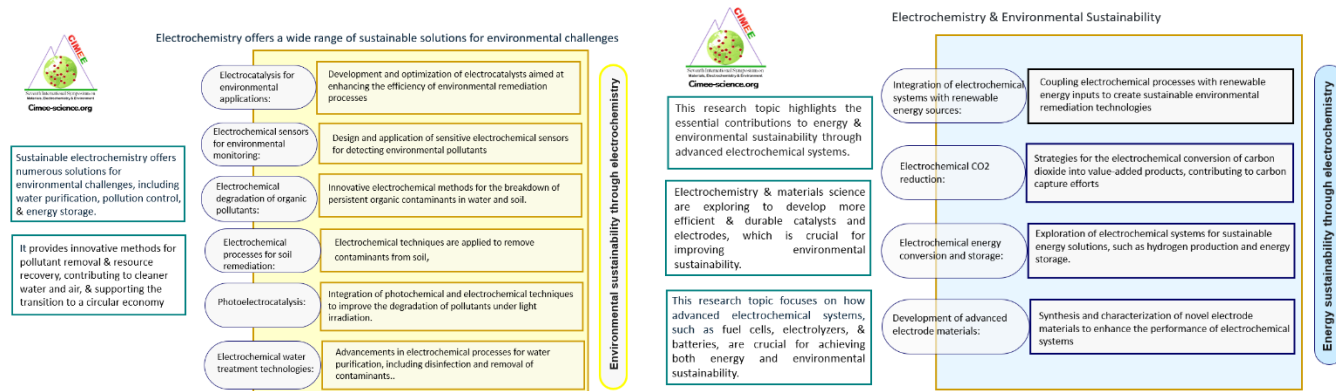 CIMEE
Cimee-science.org
Electrochemistry offers a wide range of sustainable solutions for environmental challenges
Sustainable electrochemistry offers
numerous solutions for
environmental challenges, including
water purification, pollution control,
& energy storage.
It provides innovative methods for
pollutant removal & resource
recovery, contributing to cleaner
water and air, & supporting the
transition to a circular economy
Electrocatalysis for
environmental
applications:
Development and optimization of electrocatalysts aimed at
enhancing the efficiency of environmental remediation
processes
Electrochemical sensors
for environmental
monitoring:
Design and application of sensitive electrochemical sensors
for detecting environmental pollutants
Electrochemical
degradation of organic
pollutants:
Innovative electrochemical methods for the breakdown of
persistent organic contaminants in water and soil.
Electrochemical
processes for soil
remediation:
Electrochemical techniques are applied to remove
contaminants from soil,
Photoelectrocatalysis:
Integration of photochemical and electrochemical techniques
to improve the degradation of pollutants under light
irradiation.
Electrochemical water
treatment technologies:
Advancements in electrochemical processes for water
purification, including disinfection and removal of
contaminants..
Environmental sustainability through electrochemistry
CIMEE
Cimee-science.org
Electrochemistry & Environmental Sustainability
This research topic highlights the
essential contributions to energy &
environmental sustainability through
advanced electrochemical systems.
Electrochemistry & materials science
are exploring to develop more
efficient & durable catalysts and
electrodes, which is crucial for
improving environmental
sustainability.
This research topic focuses on how
advanced electrochemical systems,
such as fuel cells, electrolyzers, &
batteries, are crucial for achieving
both energy and environmental
sustainability.
Integration of electrochemical
systems with renewable
energy sources:
Coupling electrochemical processes with renewable
energy inputs to create sustainable environmental
remediation technologies
Electrochemical CO2
reduction:
Strategies for the electrochemical conversion of carbon
dioxide into value-added products, contributing to carbon
capture efforts
Electrochemical energy
conversion and storage:
Exploration of electrochemical systems for sustainable
energy solutions, such as hydrogen production and energy
storage.
Development of advanced
electrode materials:
Synthesis and characterization of novel electrode
materials to enhance the performance of electrochemical
systems
Energy sustainability through electrochemistry